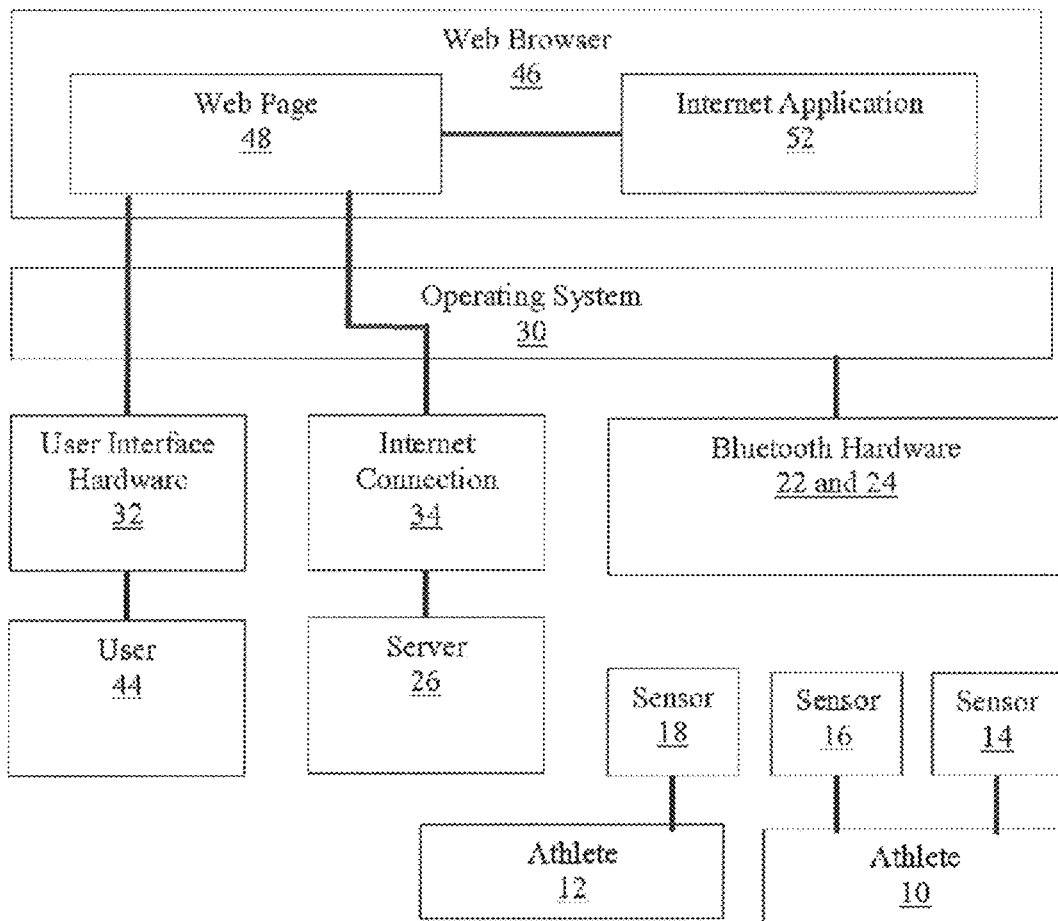 Web Browser
46
Web Page
48
Internet Application
52
Operating System
30
User Interface
Hardware
32
Internet
Connection
34
Bluetooth Hardware
22 and 24
User
44
Server
26
Sensor
18
Sensor
16
Sensor
14
Athlete
12
Athlete
10